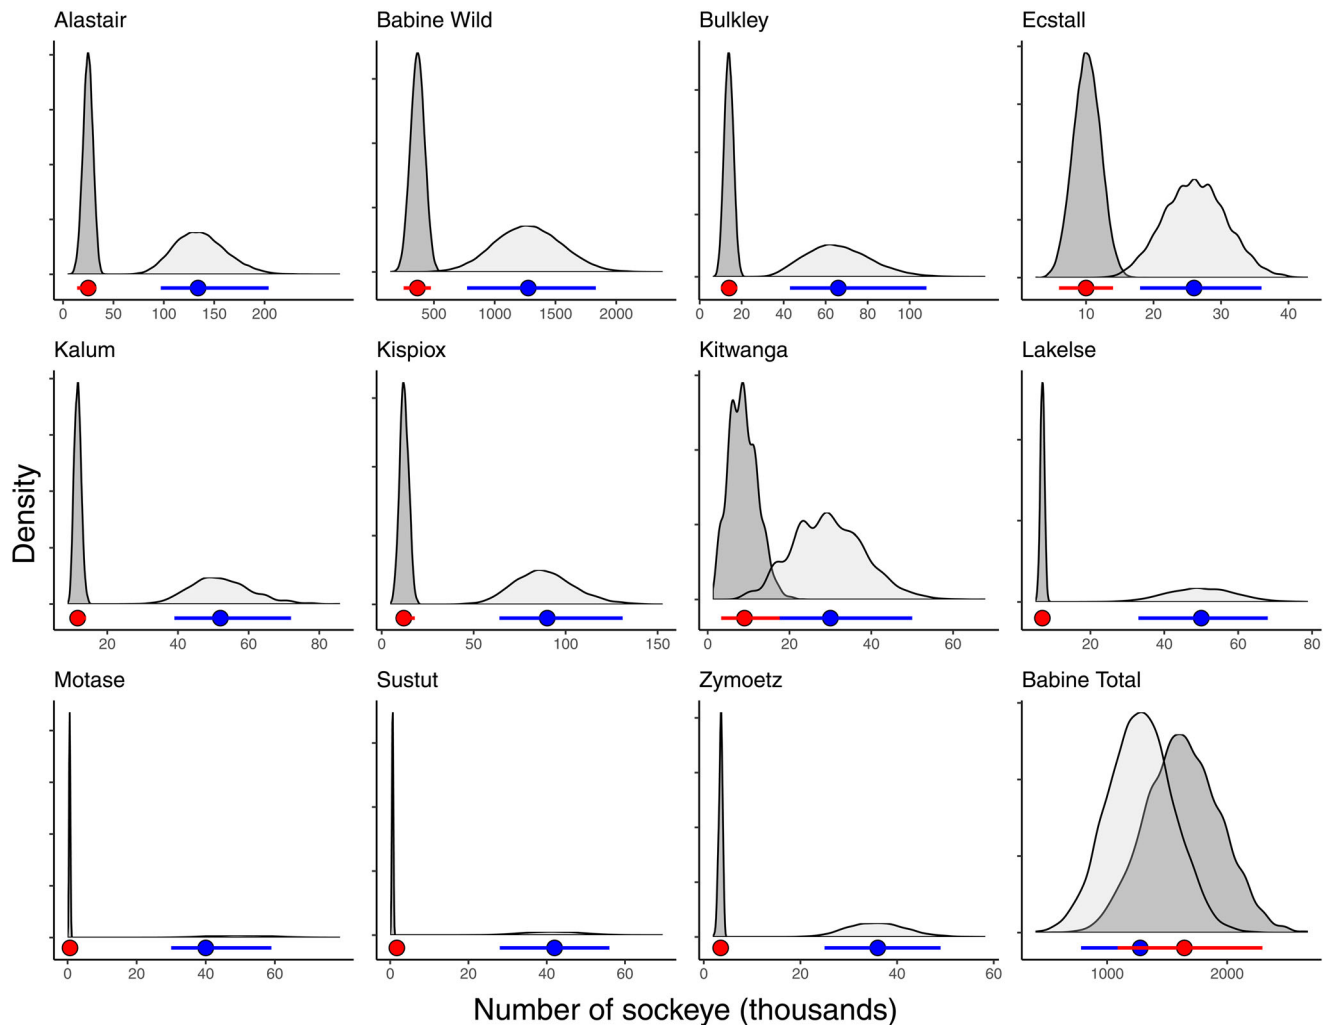 Alastair Babine Wild Bulkley Ecstall
0 50 100 150 200 500 1000 1500 2000 0 20 40 60 80 100 10 20 30 40
Kalum Kispiox Kitwanga Lakelse
20 40 60 80 0 50 100 150 0 20 40 60 20 40 60 80
Density
Motase Sustut Zymoetz Babine Total
0 20 40 60 0 20 40 60 0 20 40 60 1000 2000
Number of sockeye (thousands)